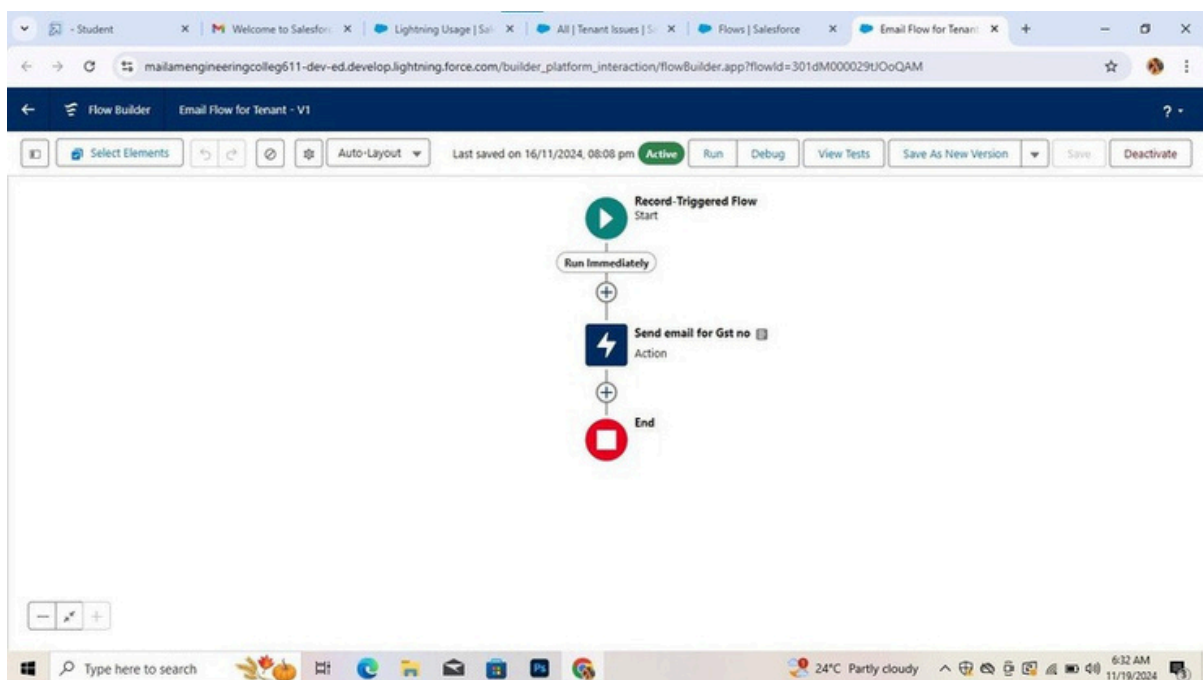 - Student
Welcome to Salesfor
Lightning Usage | Sal
All | Tenant Issues | S
Flows | Salesforce
Email Flow for Tenan
mailamengineeringcolleg611-dev-ed.develop.lightning.force.com/builder_platform_interaction/flowBuilder.app?flowId=301dM000029tJOoQAM
Flow Builder
Email Flow for Tenant - V1
?
Select Elements
Auto-Layout
Last saved on 16/11/2024, 08:08 pm
Active
Run
Debug
View Tests
Save As New Version
Save
Deactivate
Record-Triggered Flow
Start
Run Immediately
Send email for Gst no
Action
End
Type here to search
Ps
24°C Partly cloudy
6:32 AM
11/19/2024